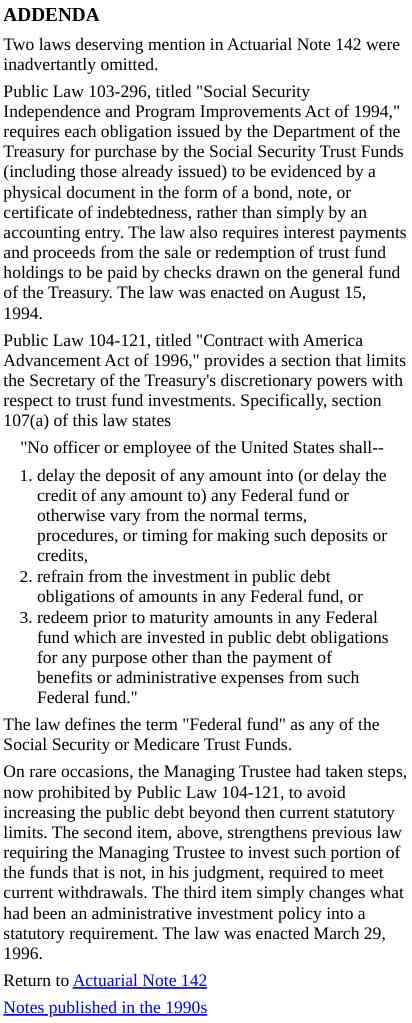 ADDENDA
Two laws deserving mention in Actuarial Note 142 were
inadvertantly omitted.
Public Law 103-296, titled "Social Security
Independence and Program Improvements Act of 1994,"
requires each obligation issued by the Department of the
Treasury for purchase by the Social Security Trust Funds
(including those already issued) to be evidenced by a
physical document in the form of a bond, note, or
certificate of indebtedness, rather than simply by an
accounting entry. The law also requires interest payments
and proceeds from the sale or redemption of trust fund
holdings to be paid by checks drawn on the general fund
of the Treasury. The law was enacted on August 15,
1994.
Public Law 104-121, titled "Contract with America
Advancement Act of 1996," provides a section that limits
the Secretary of the Treasury's discretionary powers with
respect to trust fund investments. Specifically, section
107(a) of this law states
"No officer or employee of the United States shall--
1. delay the deposit of any amount into (or delay the
credit of any amount to) any Federal fund or
otherwise vary from the normal terms,
procedures, or timing for making such deposits or
credits,
2. refrain from the investment in public debt
obligations of amounts in any Federal fund, or
3. redeem prior to maturity amounts in any Federal
fund which are invested in public debt obligations
for any purpose other than the payment of
benefits or administrative expenses from such
Federal fund."
The law defines the term "Federal fund" as any of the
Social Security or Medicare Trust Funds.
On rare occasions, the Managing Trustee had taken steps,
now prohibited by Public Law 104-121, to avoid
increasing the public debt beyond then current statutory
limits. The second item, above, strengthens previous law
requiring the Managing Trustee to invest such portion of
the funds that is not, in his judgment, required to meet
current withdrawals. The third item simply changes what
had been an administrative investment policy into a
statutory requirement. The law was enacted March 29,
1996.
Return to Actuarial Note 142
Notes published in the 1990s